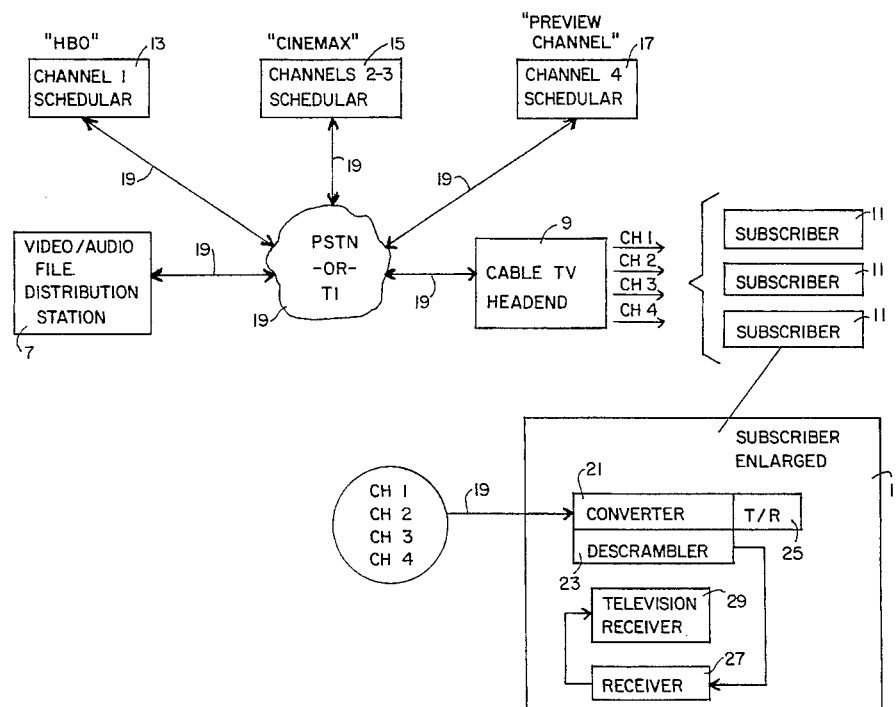 "HBO"
13
CHANNEL 1
SCHEDULAR
"CINEMAX"
15
CHANNELS 2-3
SCHEDULAR
"PREVIEW
CHANNEL"
17
CHANNEL 4
SCHEDULAR
19
19
19
VIDEO/AUDIO
FILE
DISTRIBUTION
STATION
7
19
PSTN
-OR-
T1
19
19
9
CABLE TV
HEADEND
CH 1
CH 2
CH 3
CH 4
11
SUBSCRIBER
11
SUBSCRIBER
11
SUBSCRIBER
SUBSCRIBER
ENLARGED
1
CH 1
CH 2
CH 3
CH 4
19
21
CONVERTER
T/R
25
DESCRAMBLER
23
TELEVISION
RECEIVER
29
RECEIVER
27